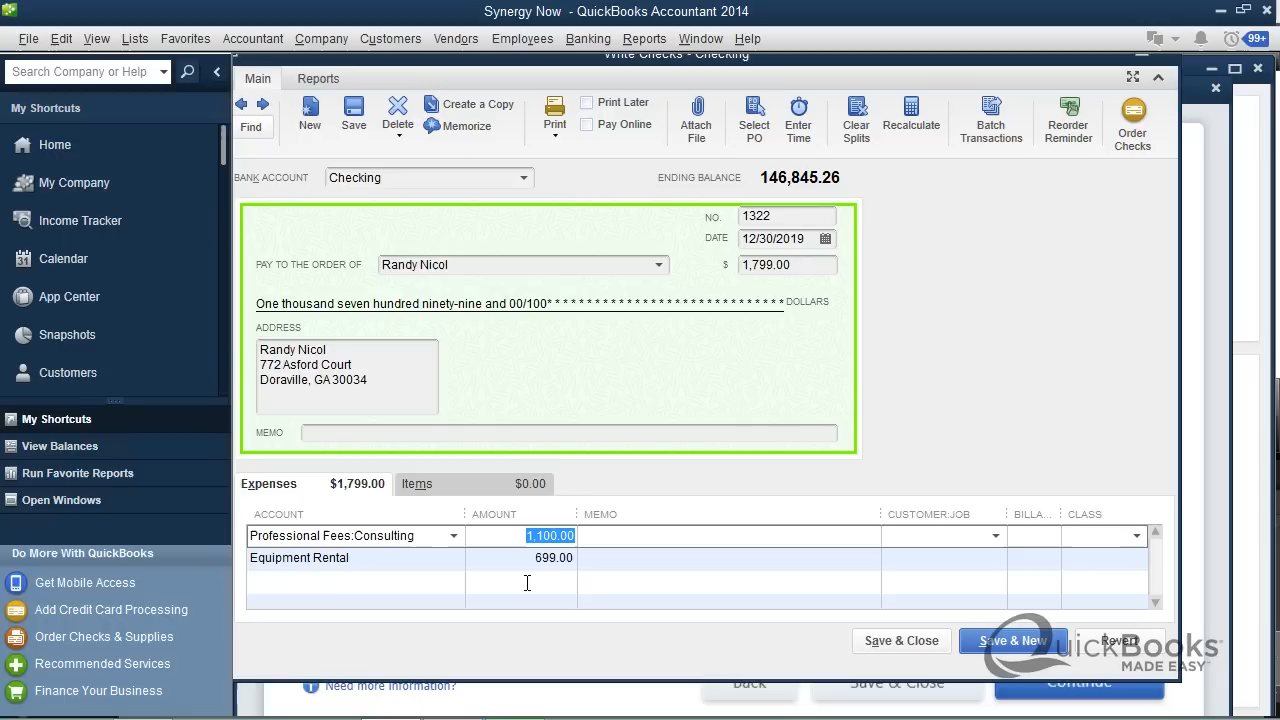 Synergy Now - QuickBooks Accountant 2014
File Edit View Lists Favorites Accountant Company Customers Vendors Employees Banking Reports Window Help
99+
Search Company or Help
Write Checks - Checking
Main Reports
My Shortcuts
Home
My Company
Income Tracker
Calendar
31
App Center
Snapshots
Customers
My Shortcuts
View Balances
Run Favorite Reports
Open Windows
Do More With QuickBooks
Get Mobile Access
Add Credit Card Processing
Order Checks & Supplies
Recommended Services
Finance Your Business
Find
New
Save
Delete
Create a Copy
Memorize
Print
Print Later
Pay Online
Attach File
Select PO
Enter Time
Clear Splits
Recalculate
Batch Transactions
Reorder Reminder
Order Checks
BANK ACCOUNT Checking ENDING BALANCE 146,845.26
NO. 1322
DATE 12/30/2019
PAY TO THE ORDER OF Randy Nicol $ 1,799.00
One thousand seven hundred ninety-nine and 00/100* * * * * * * * * * * * * * * * * * * * * * * * * * * * * * DOLLARS
ADDRESS
Randy Nicol
772 Asford Court
Doraville, GA 30034
MEMO
Expenses $1,799.00 Items $0.00
ACCOUNT AMOUNT MEMO CUSTOMER:JOB BILLA... CLASS
Professional Fees:Consulting 1,100.00
Equipment Rental 699.00
Save & Close Save & New Revert
QuickBooks
MADE EASY
Need more information? Back Save & Close Continue